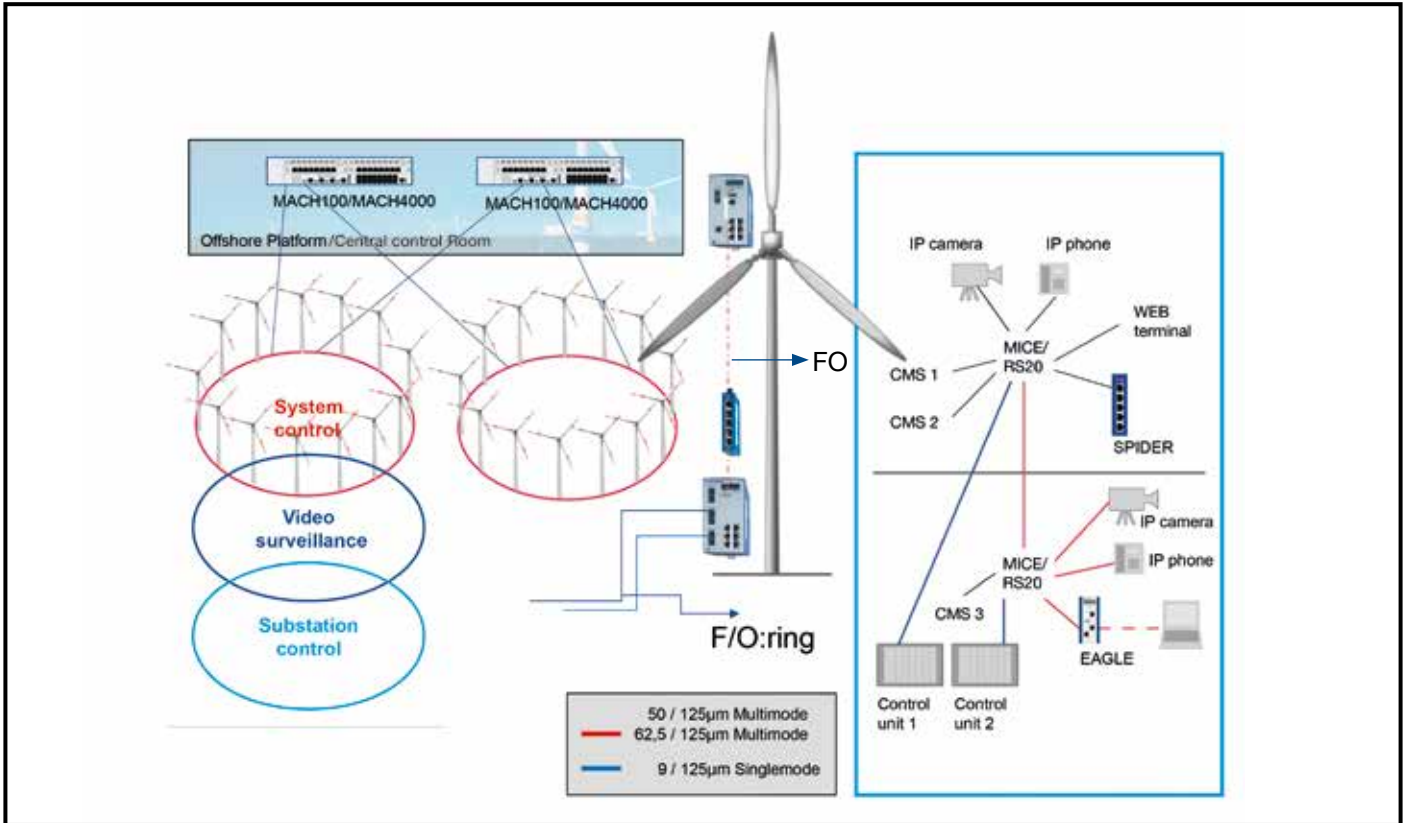 MACH100/MACH4000
MACH100/MACH4000
Offshore Platform/Central control Room
System
control
Video
surveillance
Substation
control
FO
F/O:ring
50 / 125µm Multimode
62,5 / 125µm Multimode
9 / 125µm Singlemode
IP camera
IP phone
WEB
terminal
MICE/
RS20
CMS 1
CMS 2
SPIDER
IP camera
MICE/
RS20
IP phone
CMS 3
EAGLE
Control
unit 1
Control
unit 2